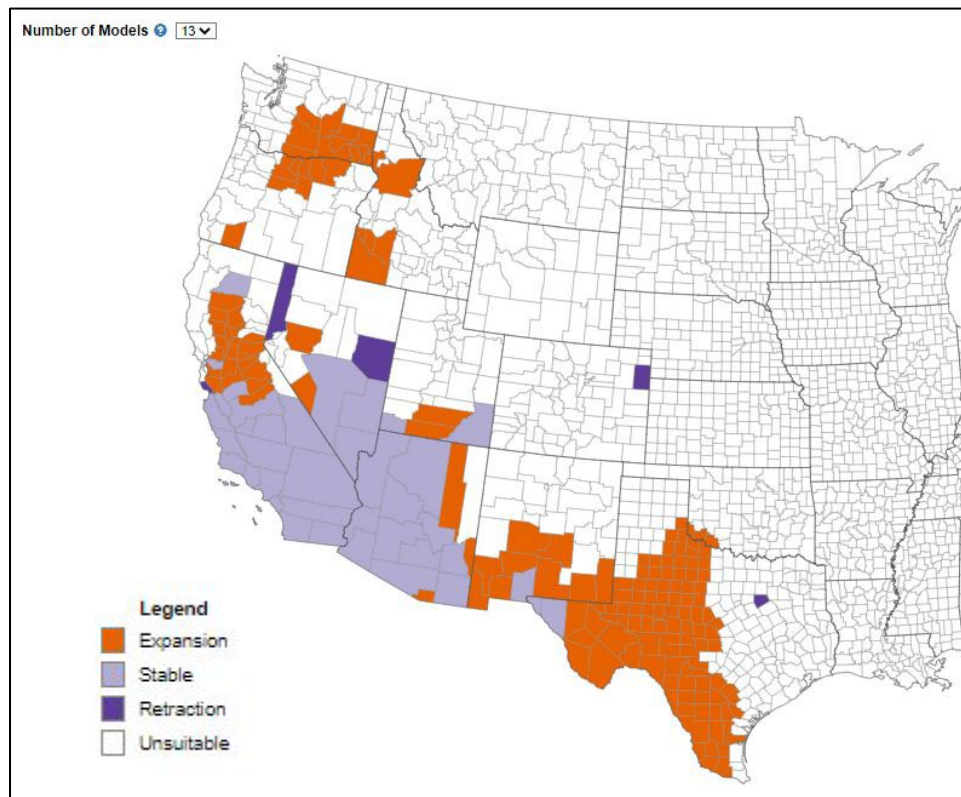 Number of Models ? 13
Legend
Expansion
Stable
Retraction
Unsuitable